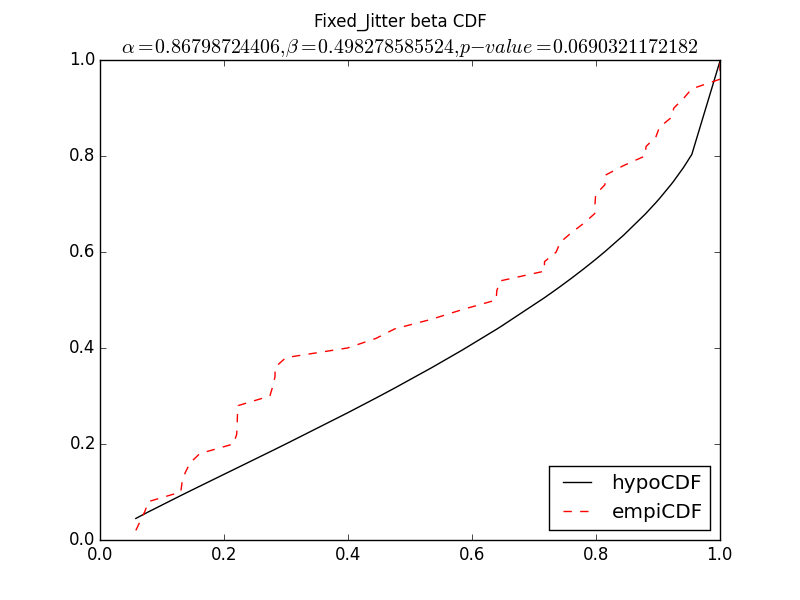 Fixed_Jitter beta CDF
α=0.86798724406,β=0.498278585524,p−value=0.0690321172182
1.0
0.8
0.6
0.4
0.2
0.0
0.0 0.2 0.4 0.6 0.8 1.0
hypoCDF
empiCDF